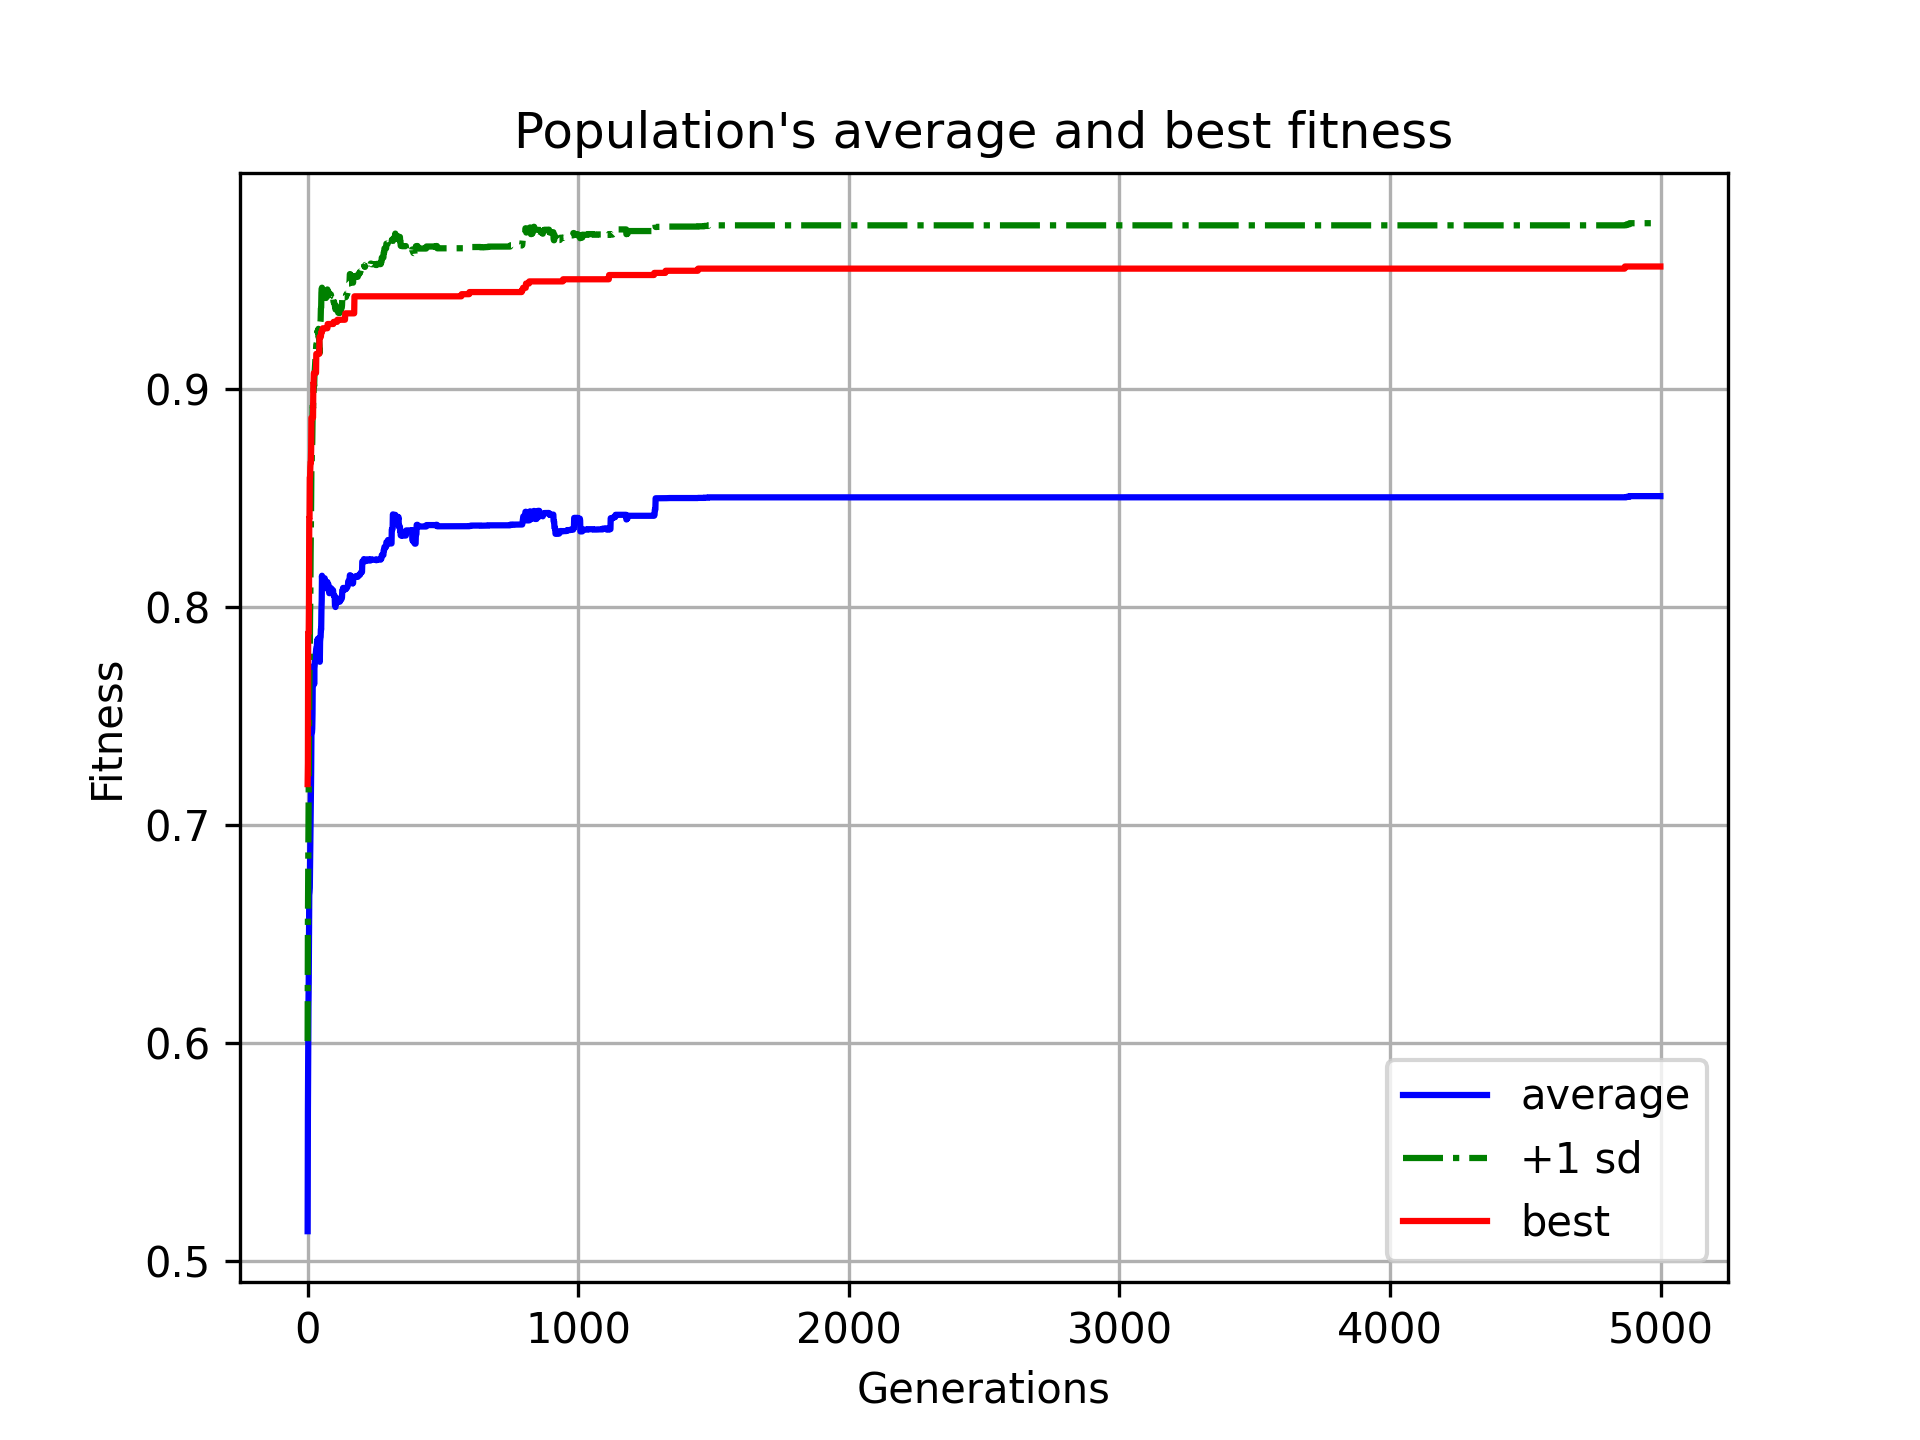 Population's average and best fitness
Fitness
0.9
0.8
0.7
0.6
0.5
0 1000 2000 3000 4000 5000
Generations
average
+1 sd
best